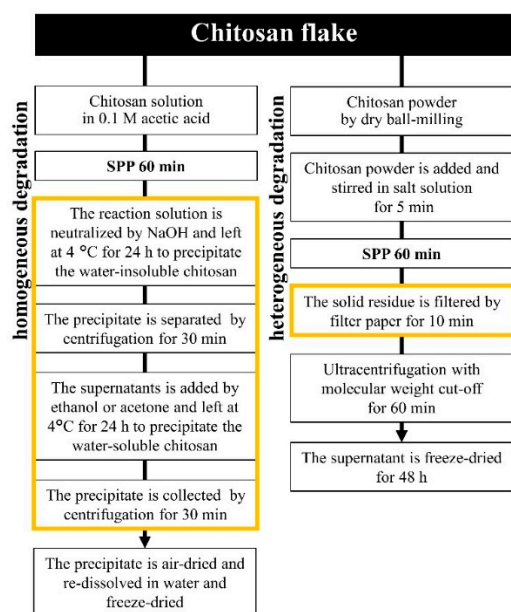 Chitosan flake
homogeneous degradation
Chitosan solution
in 0.1 M acetic acid
SPP 60 min
The reaction solution is
neutralized by NaOH and left
at 4 °C for 24 h to precipitate
the water-insoluble chitosan
The precipitate is separated by
centrifugation for 30 min
The supernatants is added by
ethanol or acetone and left at
4°C for 24 h to precipitate the
water-soluble chitosan
The precipitate is collected by
centrifugation for 30 min
The precipitate is air-dried and
re-dissolved in water and
freeze-dried
heterogeneous degradation
Chitosan powder
by dry ball-milling
Chitosan powder is added and
stirred in salt solution
for 5 min
SPP 60 min
The solid residue is filtered by
filter paper for 10 min
Ultracentrifugation with
molecular weight cut-off
for 60 min
The supernatant is freeze-dried
for 48 h